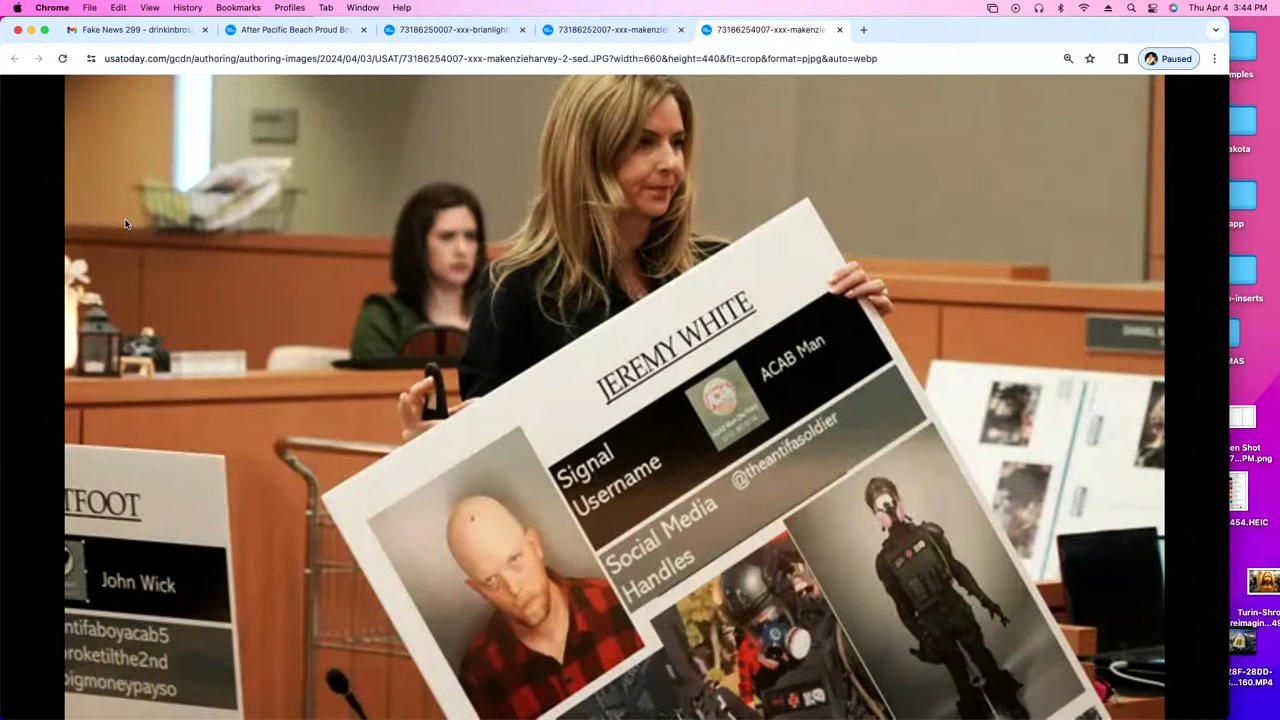 Chrome File Edit View History Bookmarks Profiles Tab Window Help Thu Apr 4 3:44 PM
Fake News 299 - drinkinbros After Pacific Beach Proud Bo 73186250007-xxx-brianlightf 73186252007-xxx-makenzie 73186254007-xxx-makenzie
usatoday.com/gcdn/authoring/authoring-images/2024/04/03/USAT/73186254007-xxx-makenzieharvey-2-sed.JPG?width=660&height=440&fit=crop&format=pjpg&auto=webp Paused
mples
akota
app
o-inserts
MAS
en Shot
7...PM.png
454.HEIC
Turin-Shro
reimagin...49
28F-28DD-
6...160.MP4
JEREMY WHITE
Signal
Username
ACAB Man
Social Media
Handles
@theantifasoldier
DANIEL
TFOOT
John Wick
ntifaboyacab5
roketilthe2nd
bigmoneypayso